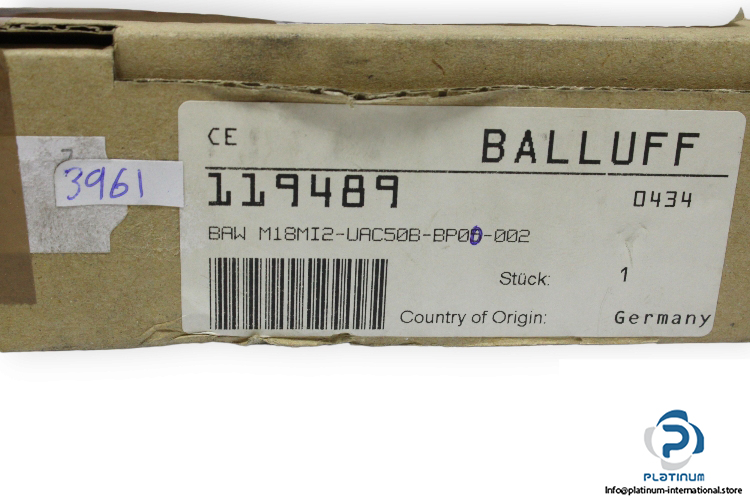 CE
BALLUFF
3961
119489
0434
BAW M18MI2-UAC50B-BP00-002
Stück: 1
Country of Origin: Germany
PLATINUM
Info@platinum-international.store